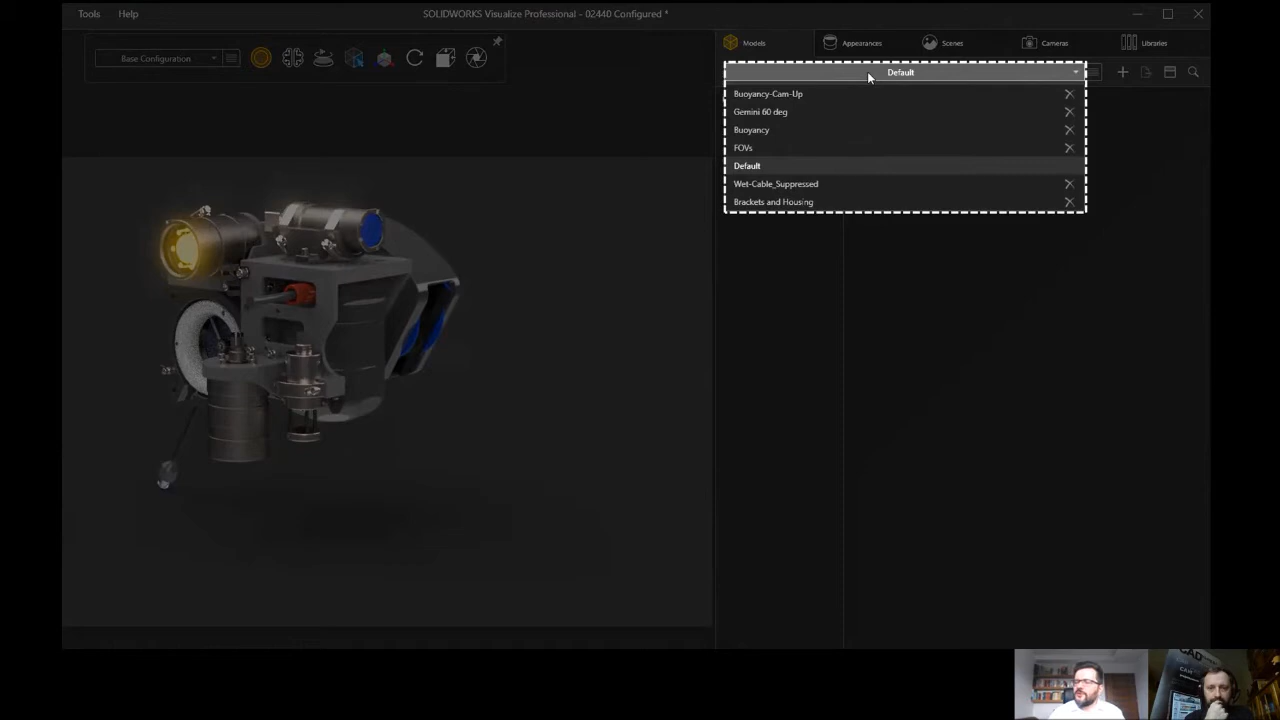 Tools Help SOLIDWORKS Visualize Professional - 02440 Configured *
Base Configuration
Models Appearances Scenes Cameras Libraries
Default
Buoyancy-Cam-Up
Gemini 60 deg
Buoyancy
FOVs
Default
Wet-Cable_Suppressed
Brackets and Housing
CAD